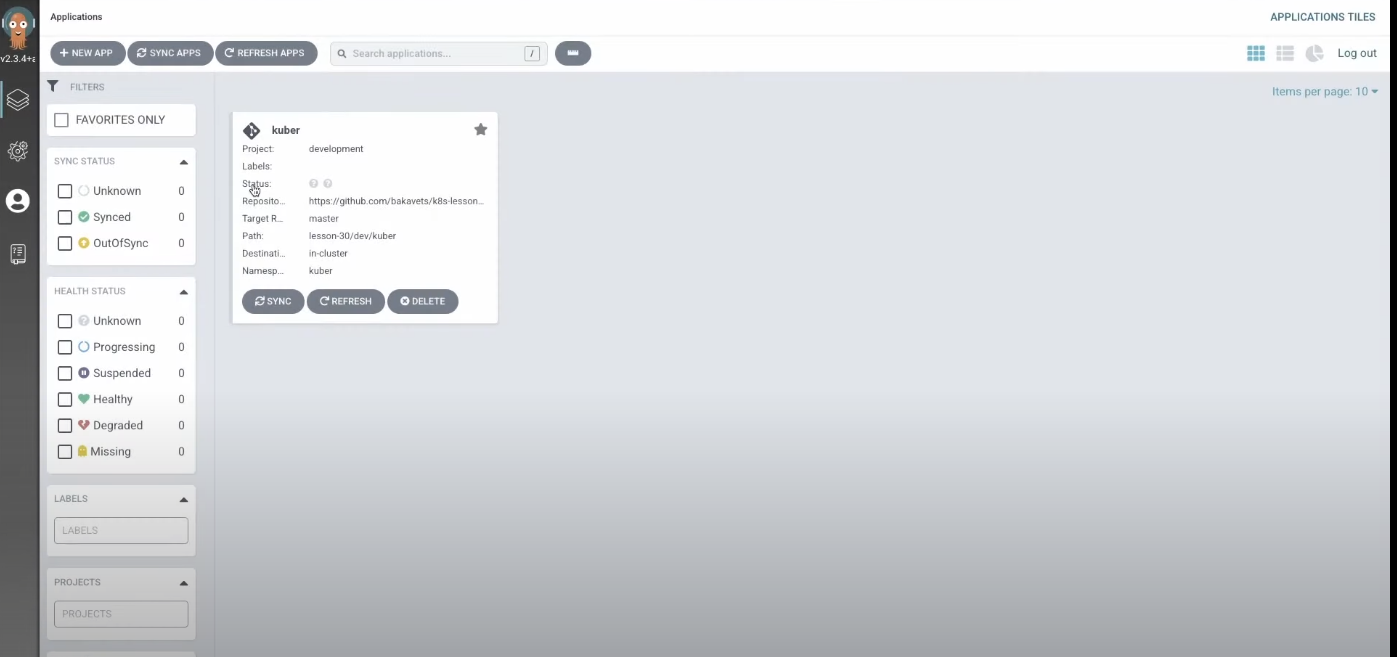 Applications
APPLICATIONS TILES
v2.3.4+a
+ NEW APP
SYNC APPS
REFRESH APPS
Search applications...
/
Log out
FILTERS
Items per page: 10
FAVORITES ONLY
SYNC STATUS
Unknown 0
Synced 0
OutOfSync 0
HEALTH STATUS
Unknown 0
Progressing 0
Suspended 0
Healthy 0
Degraded 0
Missing 0
LABELS
LABELS
PROJECTS
PROJECTS
kuber
Project: development
Labels:
Status:
Reposito... https://github.com/bakavets/k8s-lesson...
Target R... master
Path: lesson-30/dev/kuber
Destinati... in-cluster
Namesp... kuber
SYNC
REFRESH
DELETE